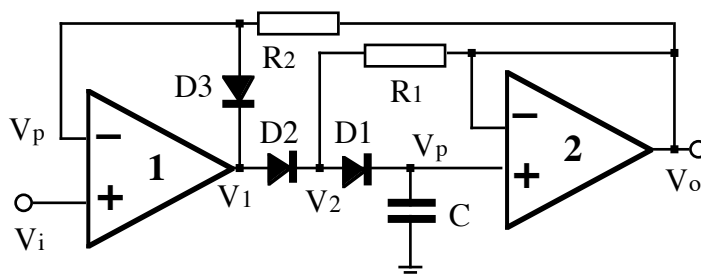 R2
R1
D3
Vp
D2
D1
Vp
1
2
V1
V2
C
Vi
Vo
−
+
−
+